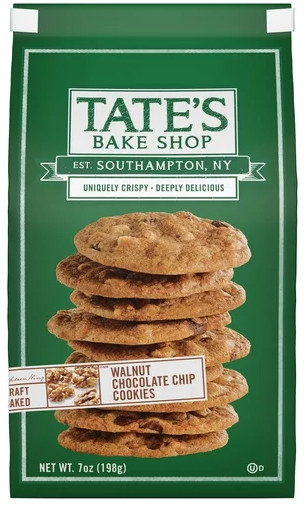 TATE'S
BAKE SHOP
EST. SOUTHAMPTON, NY
UNIQUELY CRISPY • DEEPLY DELICIOUS
WALNUT
CHOCOLATE CHIP
COOKIES
RAFT
AKED
NET WT. 7oz (198g)
U D